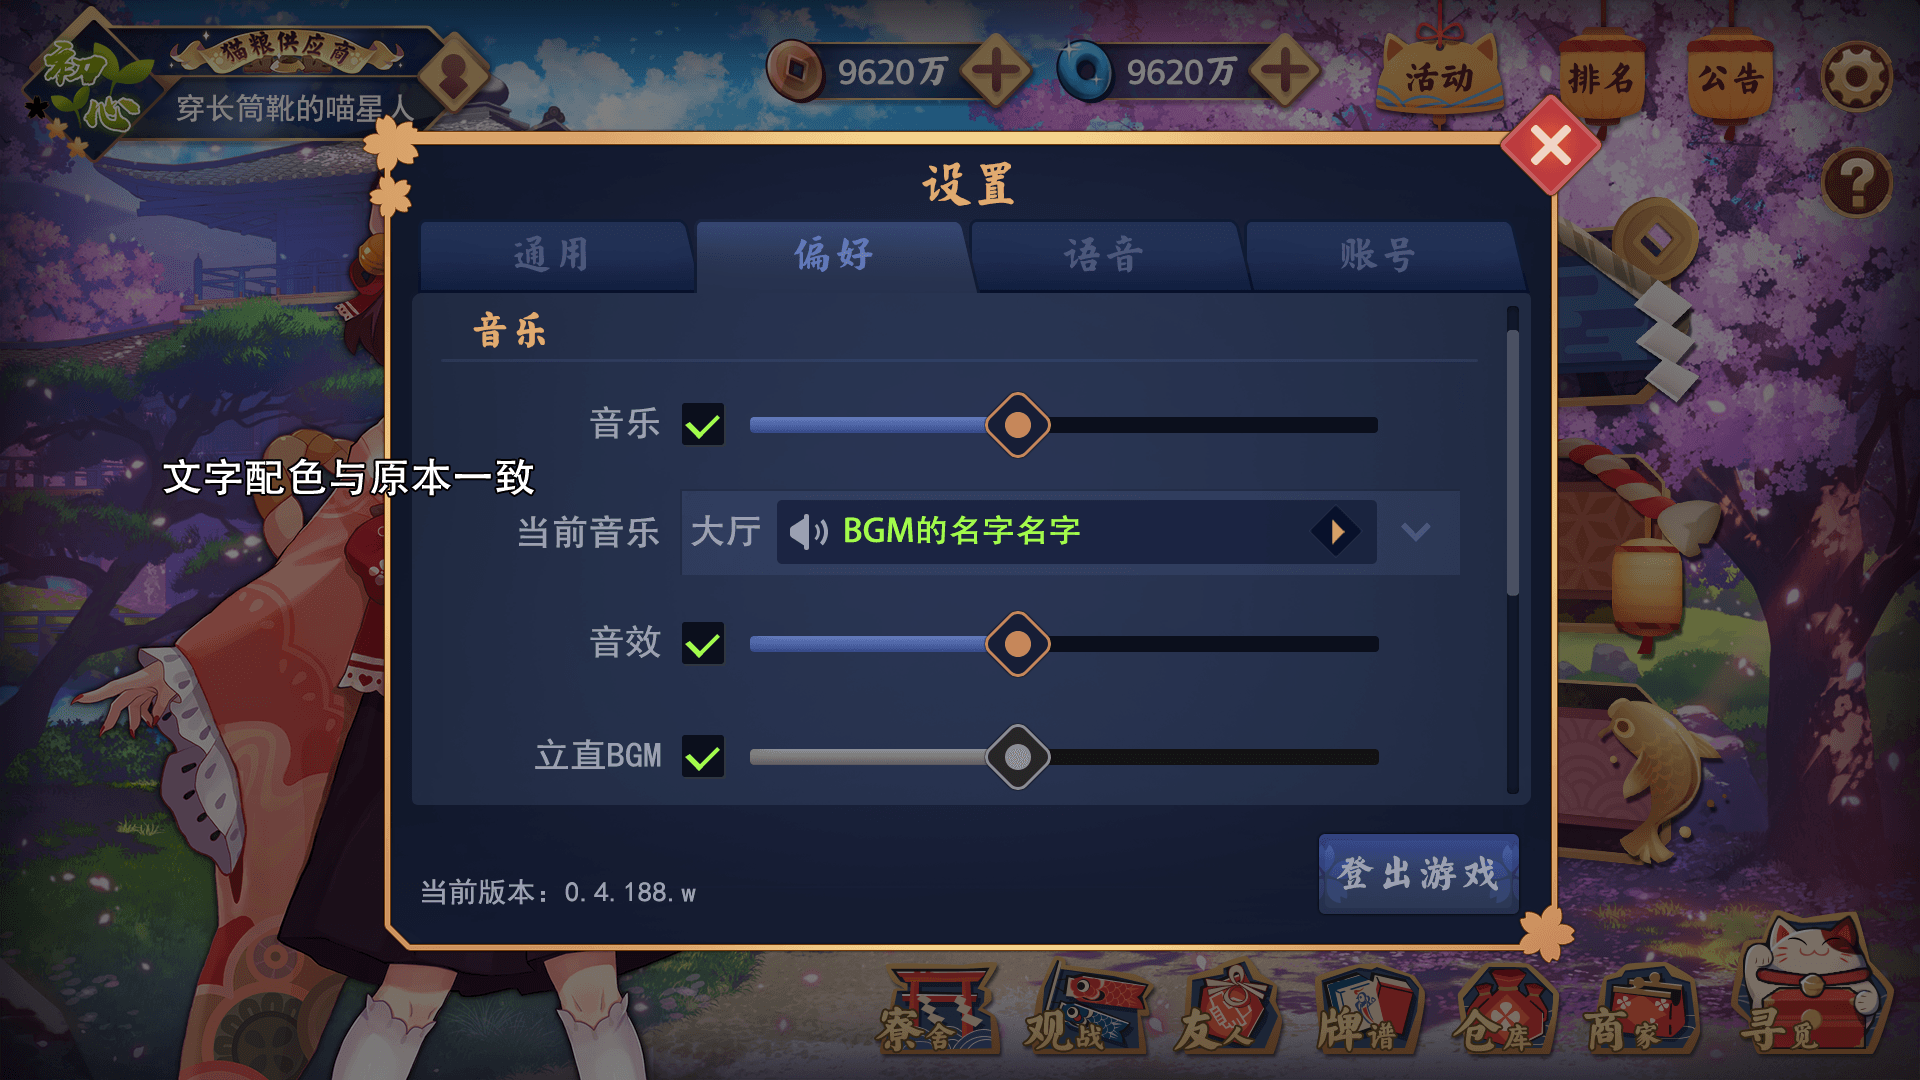 初心
猫粮供应商
穿长筒靴的喵星人
9620万
9620万
活动
排名
公告
设置
通用
偏好
语音
账号
音乐
音乐
文字配色与原本一致
当前音乐
大厅
BGM的名字名字
音效
立直BGM
当前版本: 0.4.188.w
登出游戏
寮舍
观战
友人
牌谱
仓库
商家
寻觅